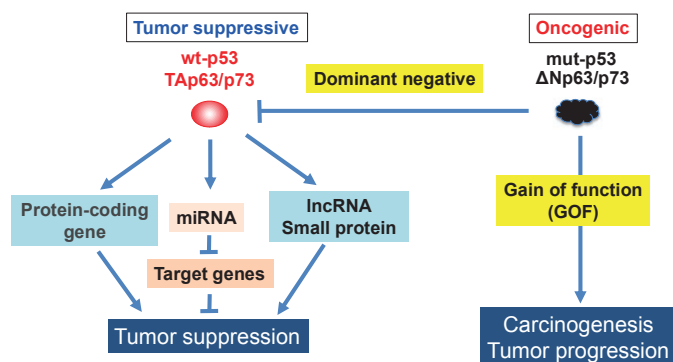 Tumor suppressive
Oncogenic
wt-p53
TAp63/p73
mut-p53
ΔNp63/p73
Dominant negative
Protein-coding
gene
miRNA
lncRNA
Small protein
Gain of function
(GOF)
Target genes
Tumor suppression
Carcinogenesis
Tumor progression